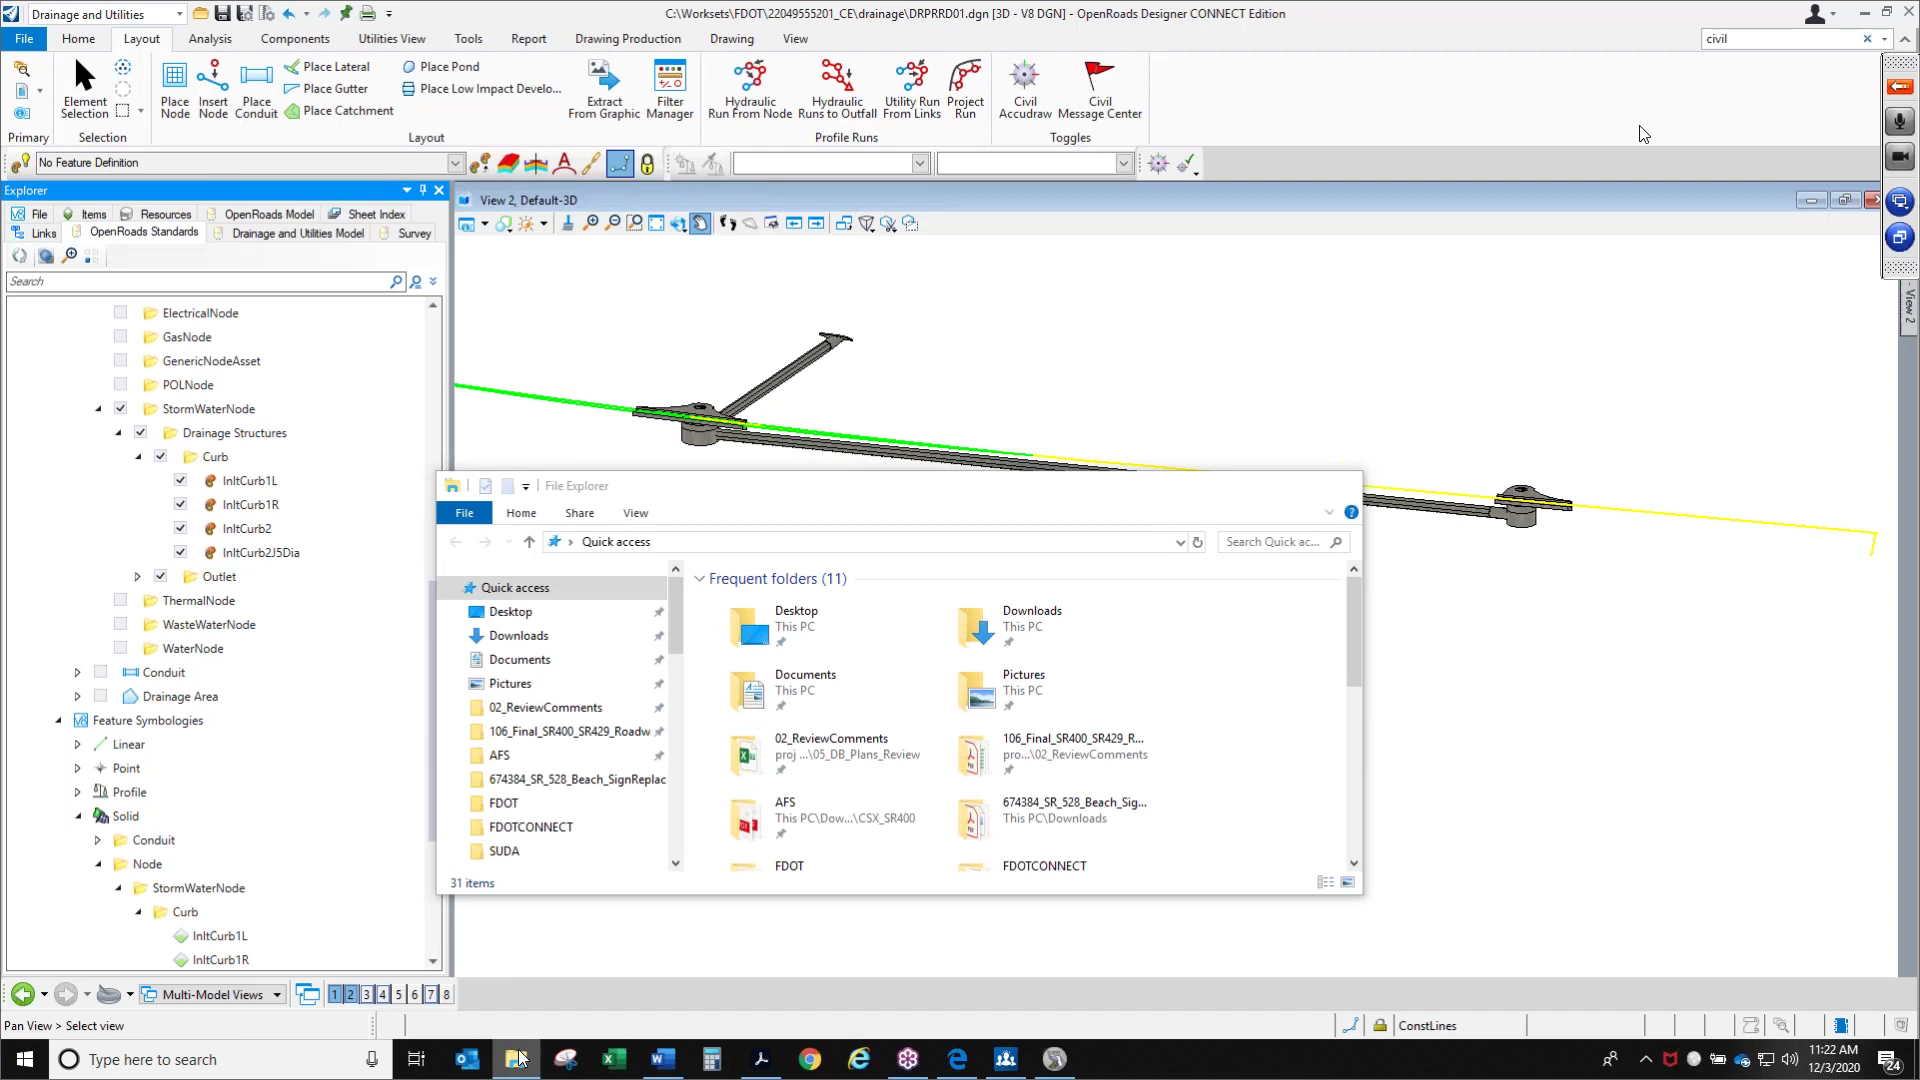 Drawing and Utilities
C:\Worksets\FDOT\22049555201_CE\drainage\DRPRRD01.dgn [3D - V8 DGN] - OpenRoads Designer CONNECT Edition
File Home Layout Analysis Components Utilities View Tools Report Drawing Production Drawing View
civil
Element Selection
Place Node
Insert Node
Place Conduit
Place Lateral
Place Gutter
Place Catchment
Place Pond
Place Low Impact Develo...
Extract From Graphic
Filter Manager
Hydraulic Run From Node
Hydraulic Runs to Outfall
Utility Run From Links
Project Run
Civil Accudraw
Civil Message Center
Primary Selection Layout Profile Runs Toggles
No Feature Definition
Explorer
File Items Resources OpenRoads Model Sheet Index
Links OpenRoads Standards Drainage and Utilities Model Survey
Search
ElectricalNode
GasNode
GenericNodeAsset
POLNode
StormWaterNode
Drainage Structures
Curb
InltCurb1L
InltCurb1R
InltCurb2
InltCurb2J5Dia
Outlet
ThermalNode
WasteWaterNode
WaterNode
Conduit
Drainage Area
Feature Symbologies
Linear
Point
Profile
Solid
Conduit
Node
StormWaterNode
Curb
InltCurb1L
InltCurb1R
View 2, Default-3D
View 2
File Explorer
File Home Share View
Quick access
Search Quick ac...
Quick access
Desktop
Downloads
Documents
Pictures
02_ReviewComments
106_Final_SR400_SR429_Roadw
AFS
674384_SR_528_Beach_SignReplac
FDOT
FDOTCONNECT
SUDA
Frequent folders (11)
Desktop
This PC
Downloads
This PC
Documents
This PC
Pictures
This PC
02_ReviewComments
proj ...\05_DB_Plans_Review
106_Final_SR400_SR429_R...
pro...\02_ReviewComments
AFS
This PC\Dow...\CSX_SR400
674384_SR_528_Beach_Sig...
This PC\Downloads
FDOT
FDOTCONNECT
31 items
Multi-Model Views 1 2 3 4 5 6 7 8
Pan View > Select view
ConstLines
Type here to search
11:22 AM
12/3/2020
24